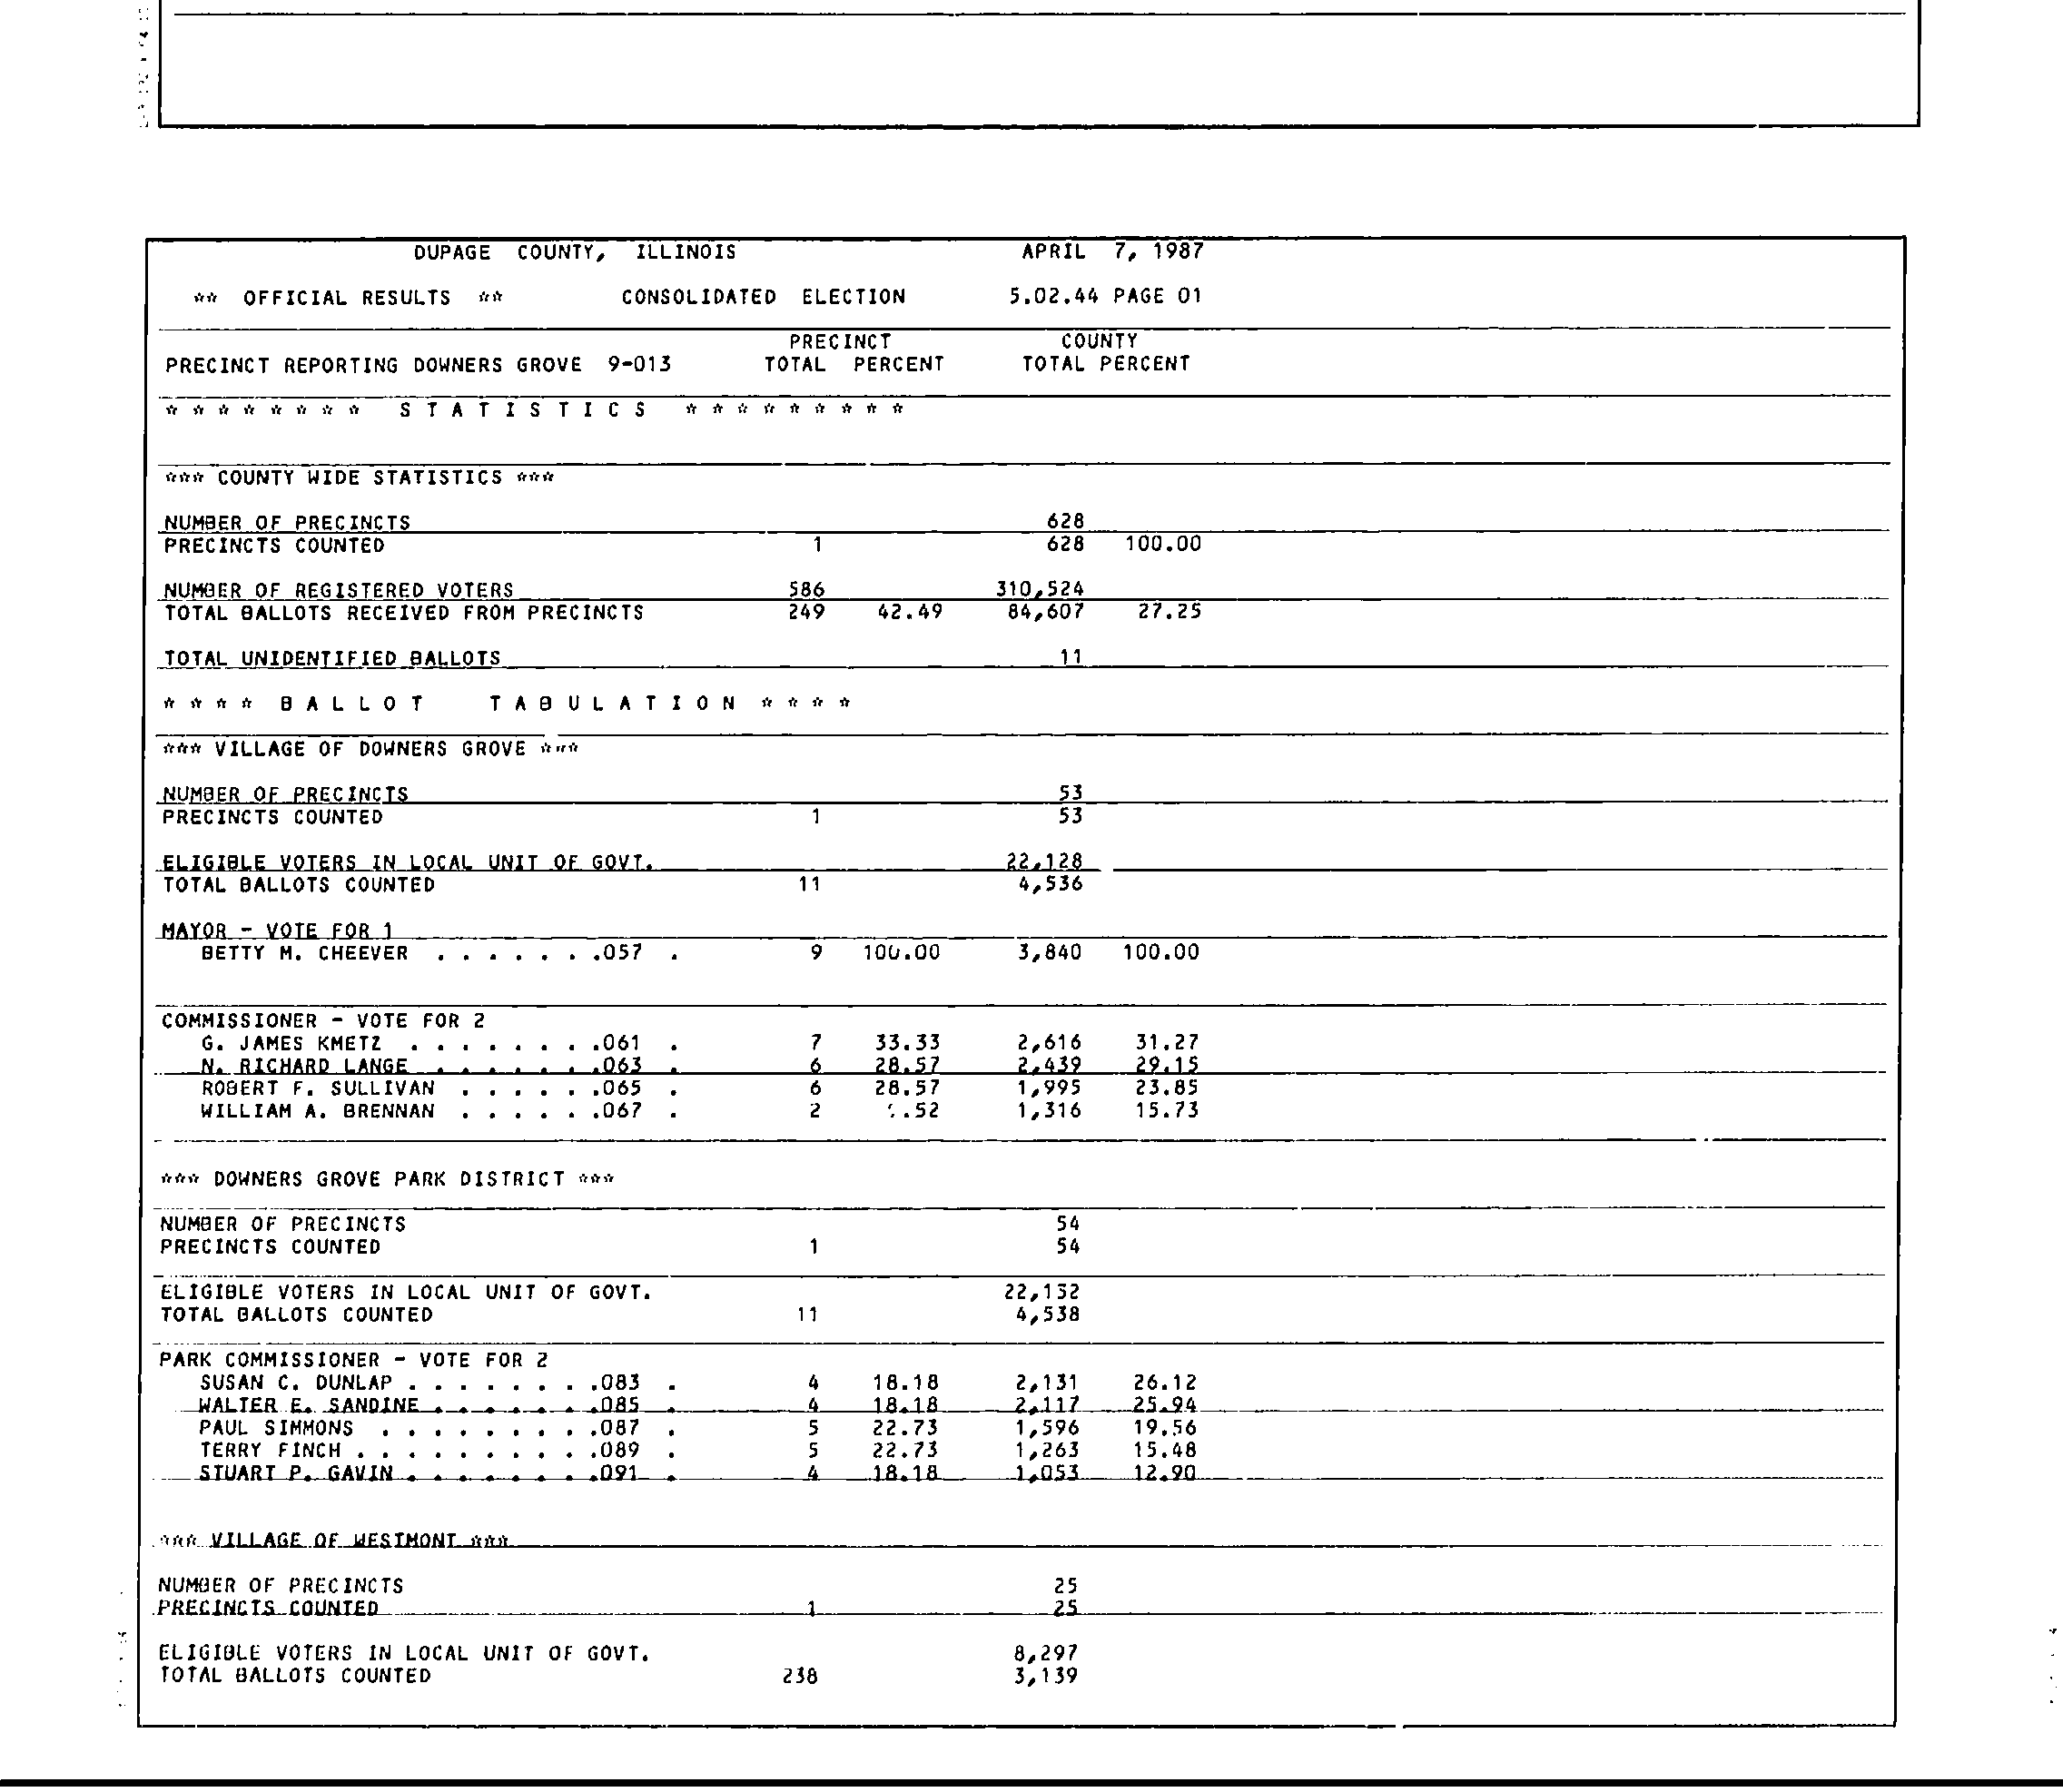 DUPAGE COUNTY, ILLINOIS APRIL 7, 1987
** OFFICIAL RESULTS ** CONSOLIDATED ELECTION 5.02.44 PAGE 01
PRECINCT COUNTY
PRECINCT REPORTING DOWNERS GROVE 9-013 TOTAL PERCENT TOTAL PERCENT
* * * * * * * * S T A T I S T I C S * * * * * * * * *
*** COUNTY WIDE STATISTICS ***
NUMBER OF PRECINCTS 628
PRECINCTS COUNTED 1 628 100.00
NUMBER OF REGISTERED VOTERS 586 310,524
TOTAL BALLOTS RECEIVED FROM PRECINCTS 249 42.49 84,607 27.25
TOTAL UNIDENTIFIED BALLOTS 11
* * * * B A L L O T T A B U L A T I O N * * * *
*** VILLAGE OF DOWNERS GROVE ***
NUMBER OF PRECINCTS 53
PRECINCTS COUNTED 1 53
ELIGIBLE VOTERS IN LOCAL UNIT OF GOVT. 22,128
TOTAL BALLOTS COUNTED 11 4,536
MAYOR - VOTE FOR 1
BETTY M. CHEEVER . . . . . . .057 . 9 100.00 3,840 100.00
COMMISSIONER - VOTE FOR 2
G. JAMES KMETZ . . . . . . . .061 . 7 33.33 2,616 31.27
N. RICHARD LANGE . . . . . . .063 . 6 28.57 2,439 29.15
ROBERT F. SULLIVAN . . . . . .065 . 6 28.57 1,995 23.85
WILLIAM A. BRENNAN . . . . . .067 . 2 .52 1,316 15.73
*** DOWNERS GROVE PARK DISTRICT ***
NUMBER OF PRECINCTS 54
PRECINCTS COUNTED 1 54
ELIGIBLE VOTERS IN LOCAL UNIT OF GOVT. 22,152
TOTAL BALLOTS COUNTED 11 4,538
PARK COMMISSIONER - VOTE FOR 2
SUSAN C. DUNLAP . . . . . . . .083 . 4 18.18 2,131 26.12
WALTER E. SANDINE . . . . . . .085 . 4 18.18 2,117 25.94
PAUL SIMMONS . . . . . . . . .087 . 5 22.73 1,596 19.56
TERRY FINCH . . . . . . . . . .089 . 5 22.73 1,263 15.48
STUART P. GAVIN . . . . . . . .091 . 4 18.18 1,053 12.90
*** VILLAGE OF WESTMONT ***
NUMBER OF PRECINCTS 25
PRECINCTS COUNTED 1 25
ELIGIBLE VOTERS IN LOCAL UNIT OF GOVT. 8,297
TOTAL BALLOTS COUNTED 238 3,139